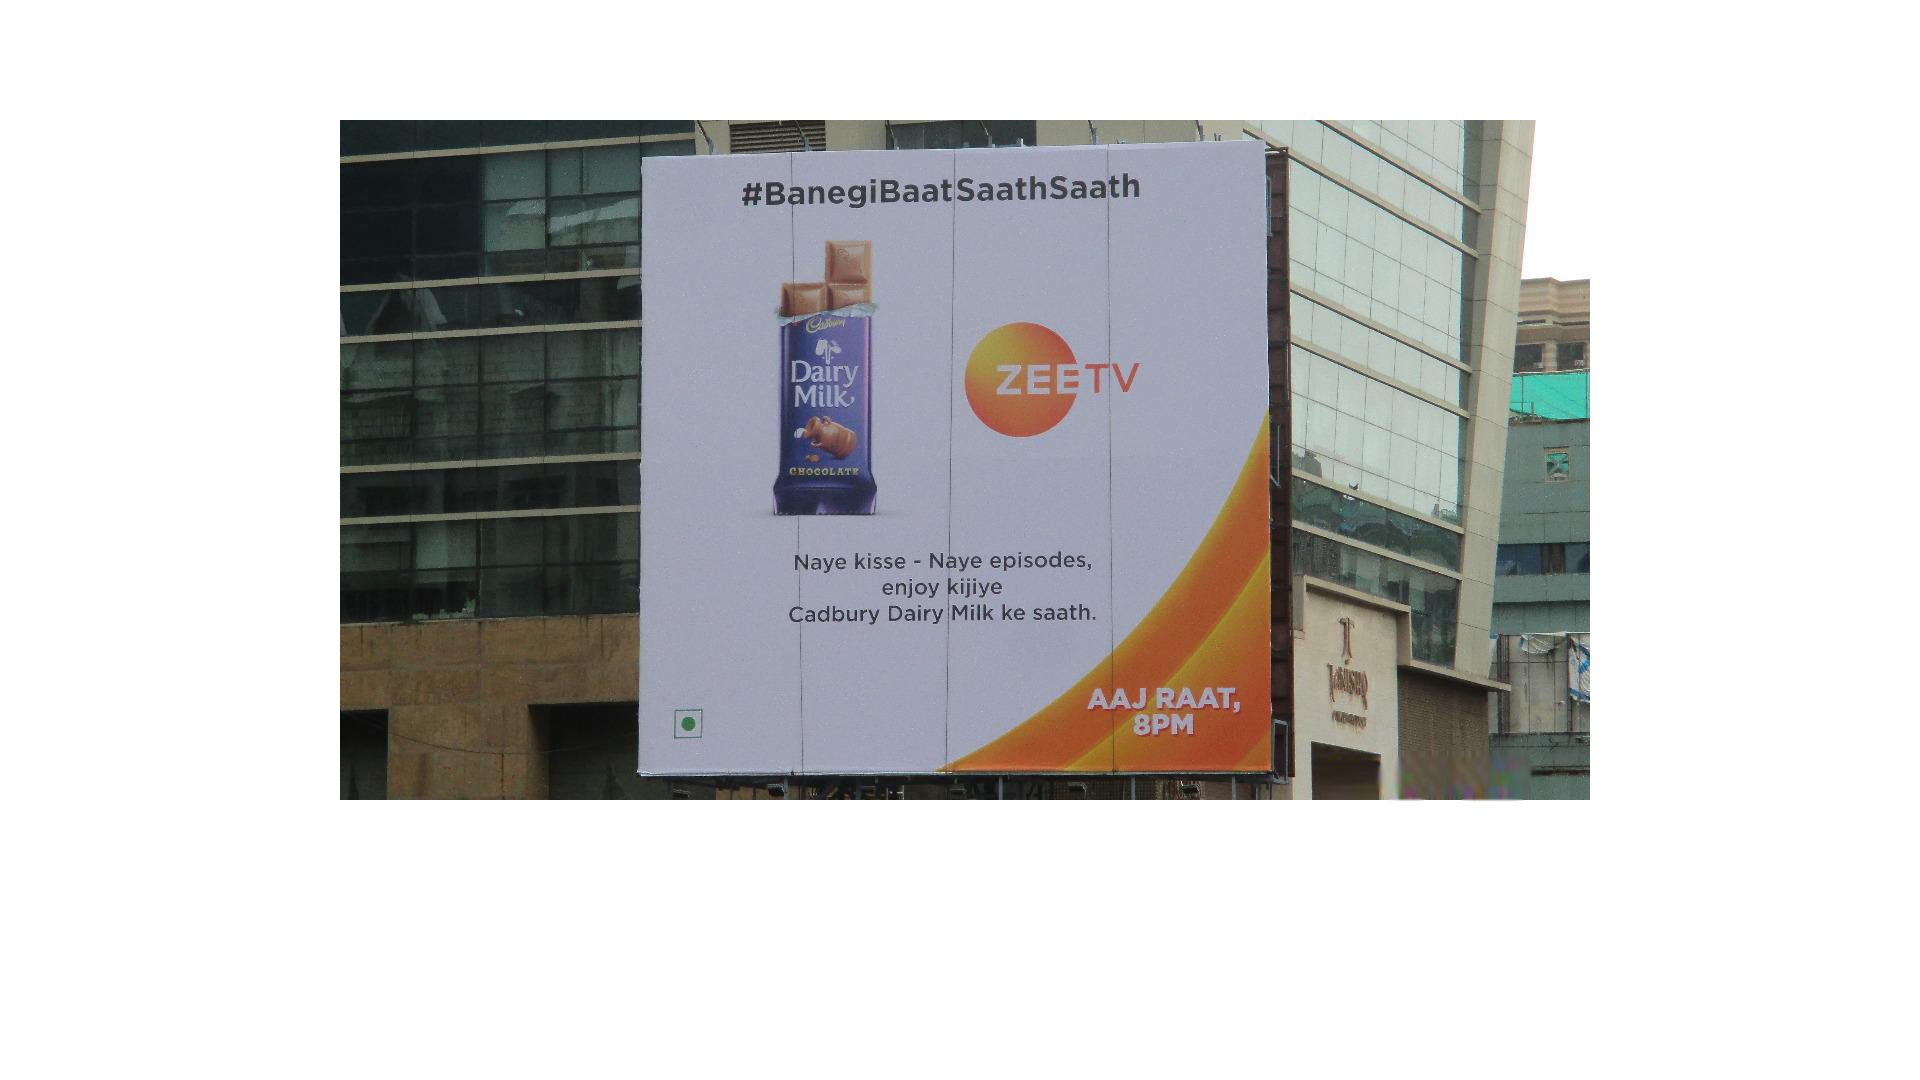 #BanegiBaatSaathSaath
Cadbury
Dairy
Milk
CHOCOLATE
ZEETV
Naye kisse - Naye episodes,
enjoy kijiye
Cadbury Dairy Milk ke saath.
AAJ RAAT,
8PM